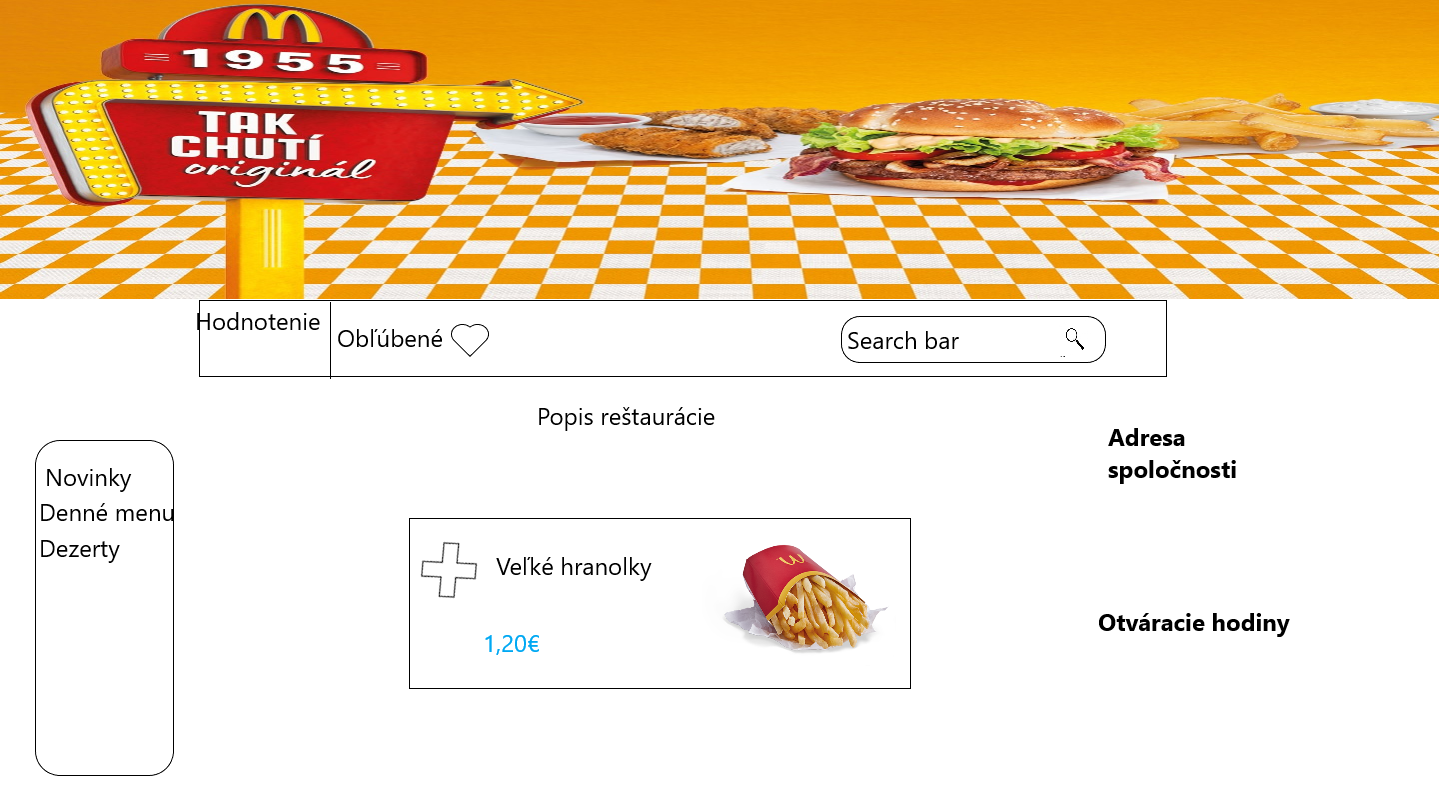 1955
TAK
CHUTÍ
originál
Hodnotenie
Obľúbené
Search bar
Popis reštaurácie
Adresa
spoločnosti
Novinky
Denné menu
Dezerty
Veľké hranolky
1,20€
Otváracie hodiny